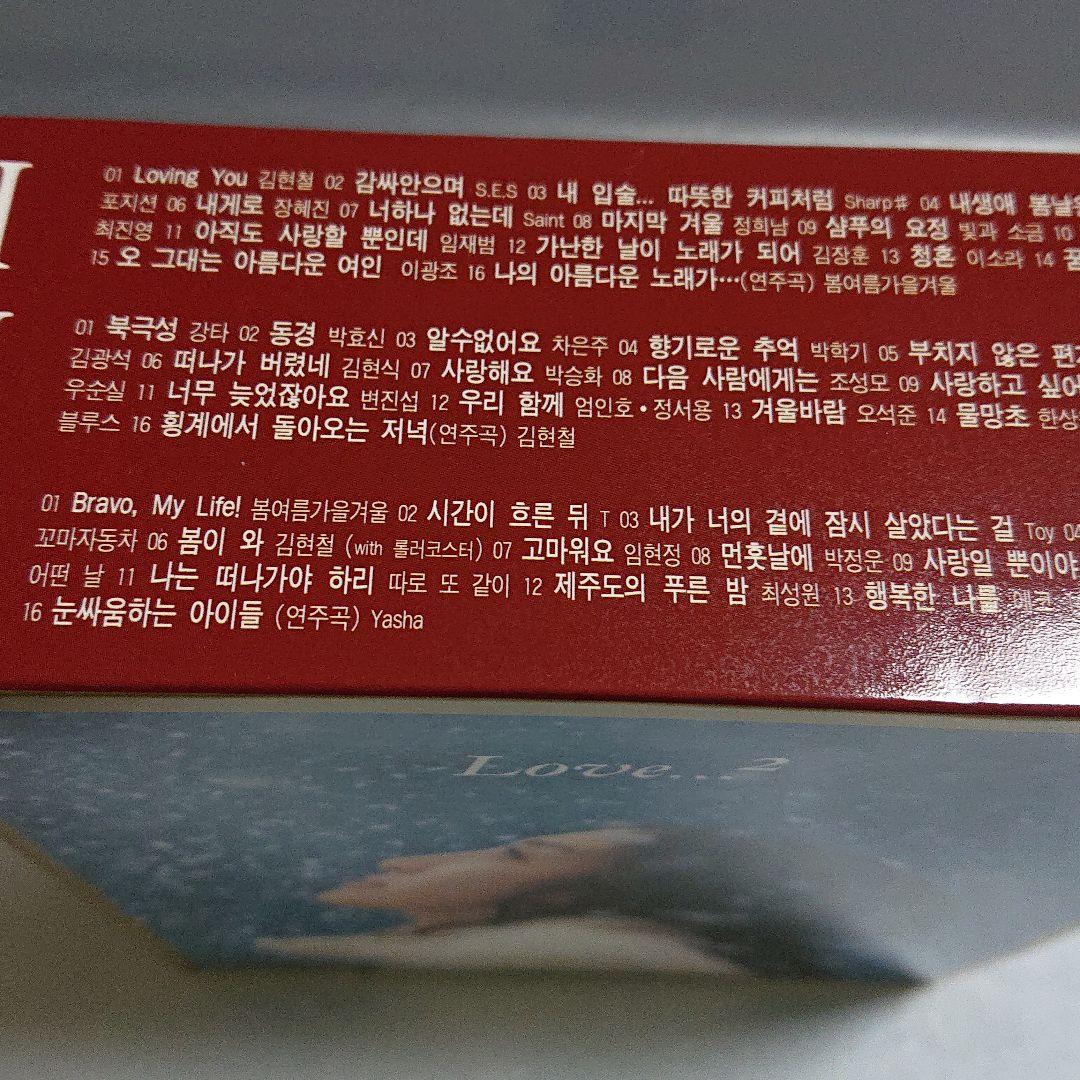 01 Loving You 김현철 02 감싸안으며 S.E.S 03 내 입술... 따뜻한 커피처럼 Sharp♯ 04 내생애 봄날
포지션 06 내게로 장혜진 07 너하나 없는데 Saint 08 마지막 겨울 정희남 09 샴푸의 요정 빛과 소금 10
최진영 11 아직도 사랑할 뿐인데 임재범 12 가난한 날이 노래가 되어 김장훈 13 청혼 이소라 14
15 오 그대는 아름다운 여인 이광조 16 나의 아름다운 노래가...(연주곡) 봄여름가을겨울
01 북극성 강타 02 동경 박효신 03 알수없어요 차은주 04 향기로운 추억 박학기 05 부치지 않은
김광석 06 떠나가 버렸네 김현식 07 사랑해요 박승화 08 다음 사람에게는 조성모 09 사랑하고 싶어
우순실 11 너무 늦었잖아요 변진섭 12 우리 함께 엄인호·정서용 13 겨울바람 오석준 14 물망초 한상
블루스 16 횡계에서 돌아오는 저녁(연주곡) 김현철
01 Bravo, My Life! 봄여름가을겨울 02 시간이 흐른 뒤 T 03 내가 너의 곁에 잠시 살았다는 걸 Toy 04
꼬마자동차 06 봄이 와 김현철 (with 롤러코스터) 07 고마워요 임현정 08 먼훗날에 박정운 09 사랑일 뿐이야
어떤 날 11 나는 떠나가야 하리 따로 또 같이 12 제주도의 푸른 밤 최성원 13 행복한 나를 에코
16 눈싸움하는 아이들 (연주곡) Yasha
Love...2